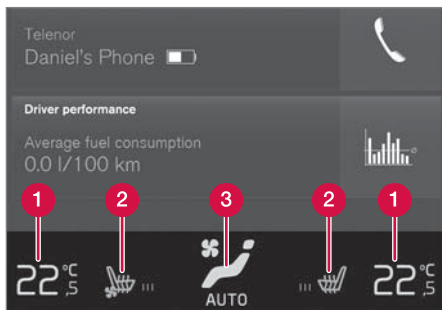 Telenor
Daniel's Phone
Driver performance
Average fuel consumption
0.0 l/100 km
1 2 3 2 1
22 °C ,5 22 °C ,5
AUTO